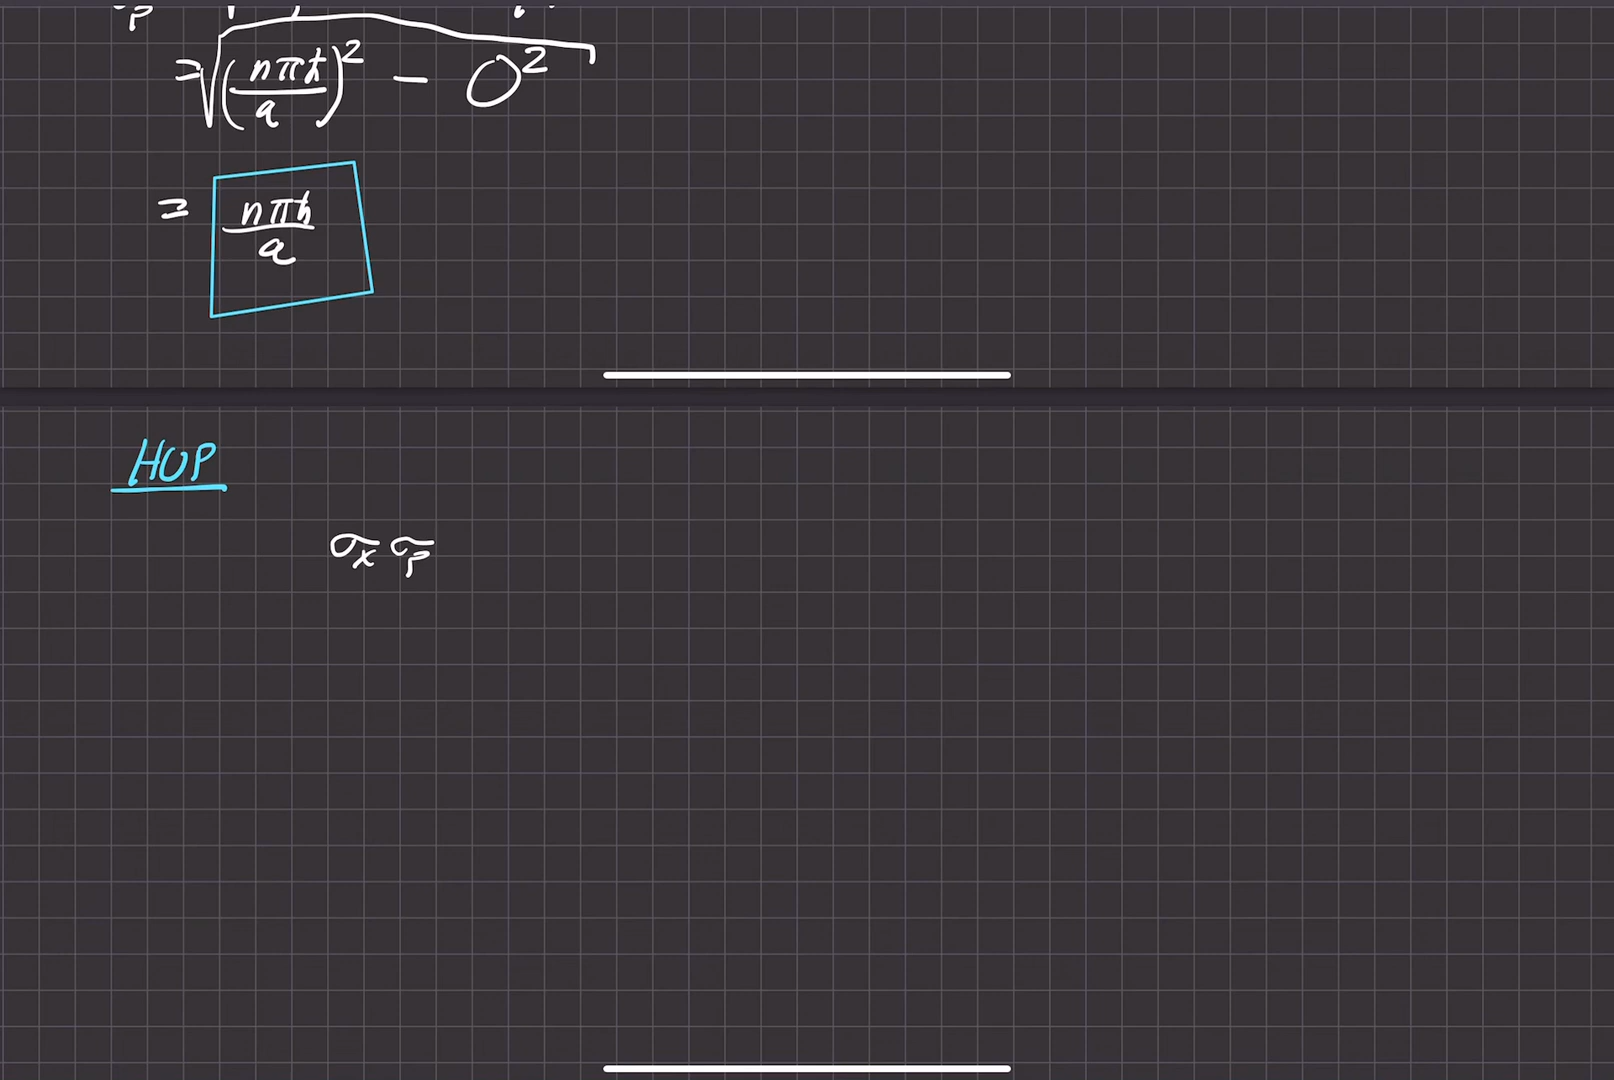 = √((nπħ/a)² − 0²)
= nπħ/a
HUP
σₓ σₚ